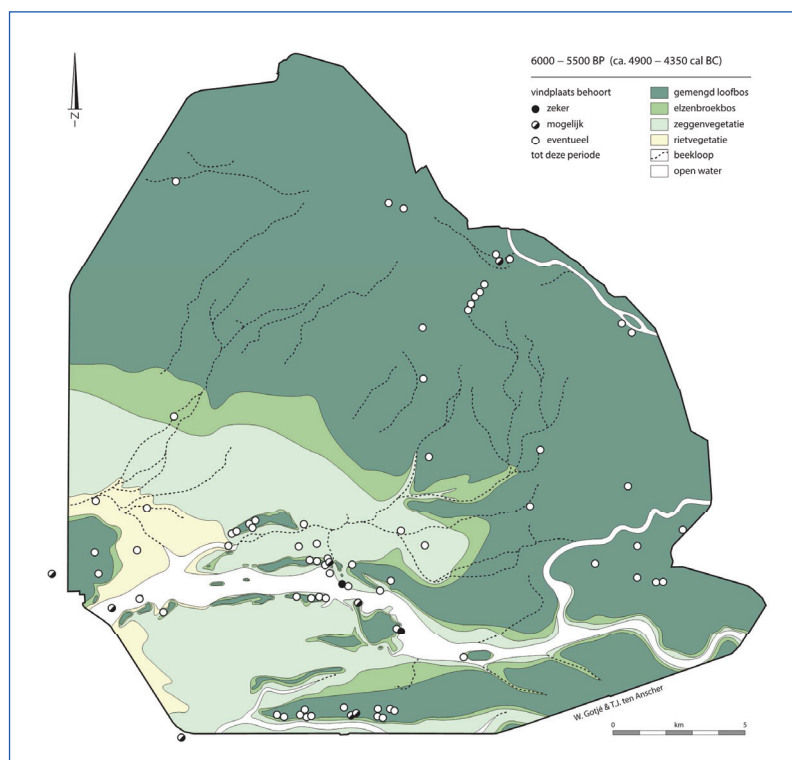 6000 – 5500 BP (ca. 4900 – 4350 cal BC)
vindplaats behoort
zeker
mogelijk
eventueel
tot deze periode
gemengd loofbos
elzenbroekbos
zeggenvegetatie
rietvegetatie
beekloop
open water
N
W. Gotjé & T.J. ten Anscher
0 km 5